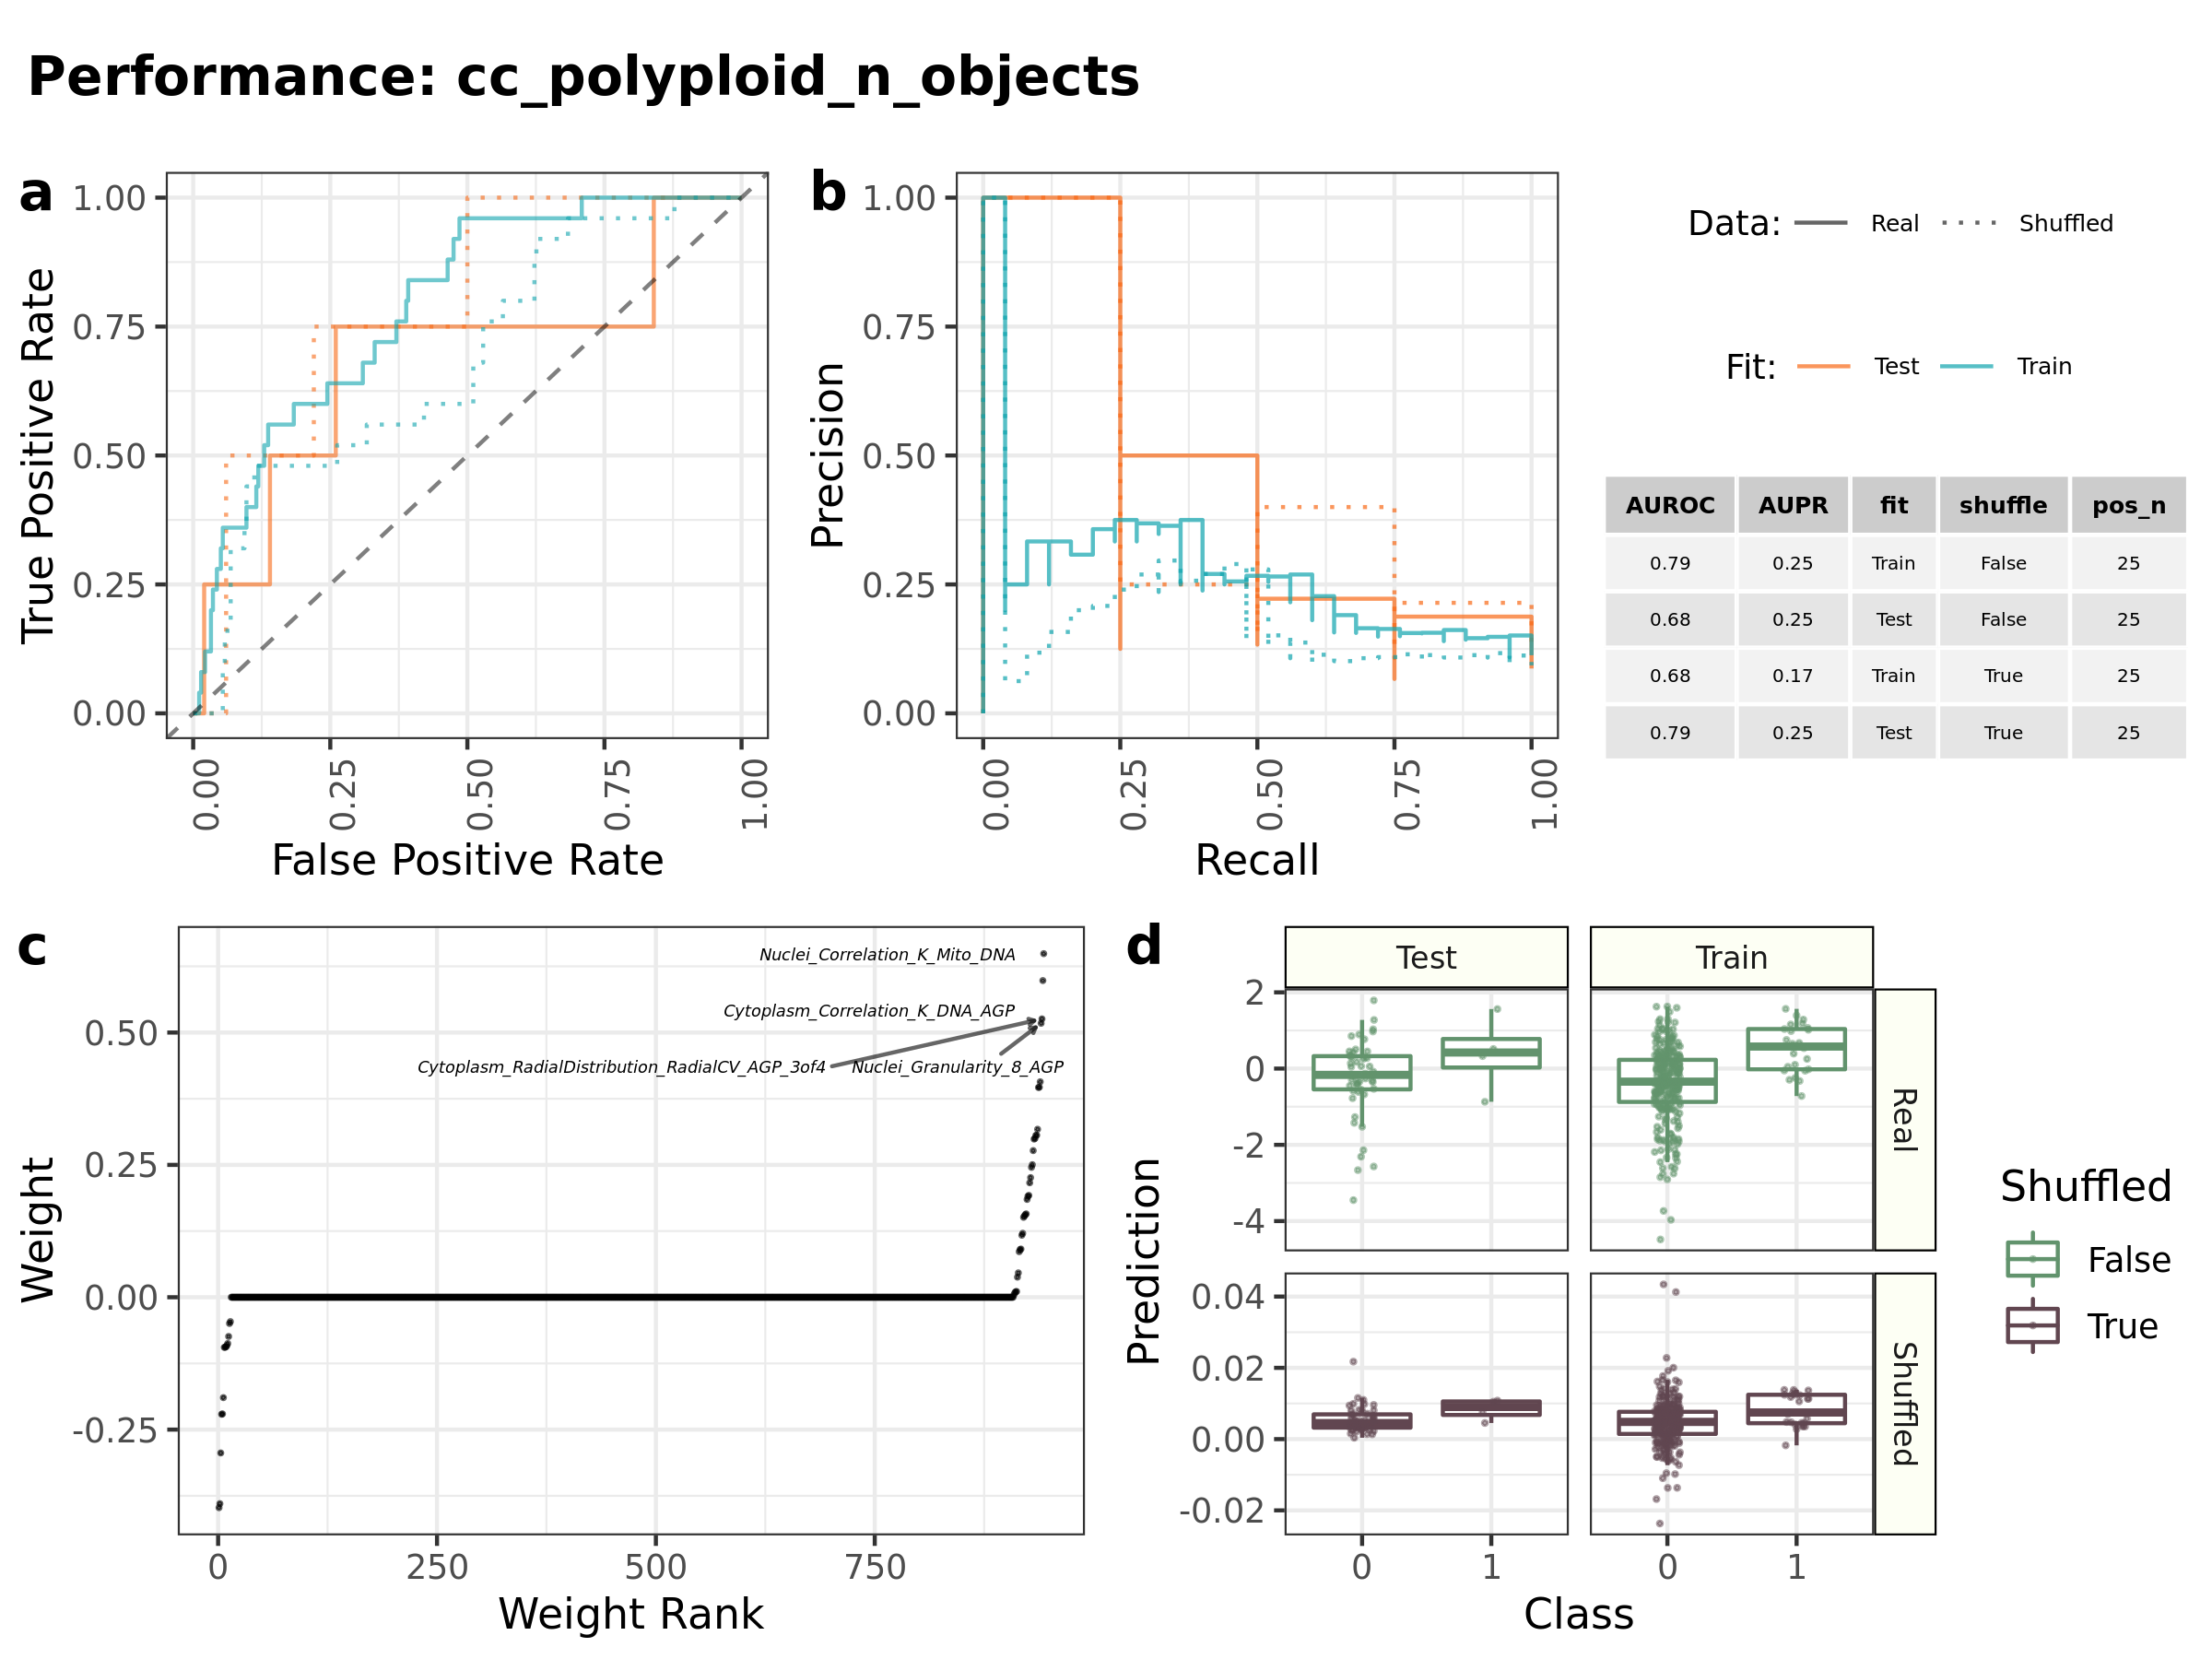 Performance: cc_polyploid_n_objects
a
True Positive Rate
1.00
0.75
0.50
0.25
0.00
0.00 0.25 0.50 0.75 1.00
False Positive Rate
b
Precision
1.00
0.75
0.50
0.25
0.00
0.00 0.25 0.50 0.75 1.00
Recall
Data: Real Shuffled
Fit: Test Train
AUROC AUPR fit shuffle pos_n
0.79 0.25 Train False 25
0.68 0.25 Test False 25
0.68 0.17 Train True 25
0.79 0.25 Test True 25
c
Weight
0.50
0.25
0.00
-0.25
Nuclei_Correlation_K_Mito_DNA
Cytoplasm_Correlation_K_DNA_AGP
Cytoplasm_RadialDistribution_RadialCV_AGP_3of4
Nuclei_Granularity_8_AGP
0 250 500 750
Weight Rank
d
Test Train
Prediction
2
0
-2
-4
Real
0.04
0.02
0.00
-0.02
Shuffled
0 1 0 1
Class
Shuffled
False
True